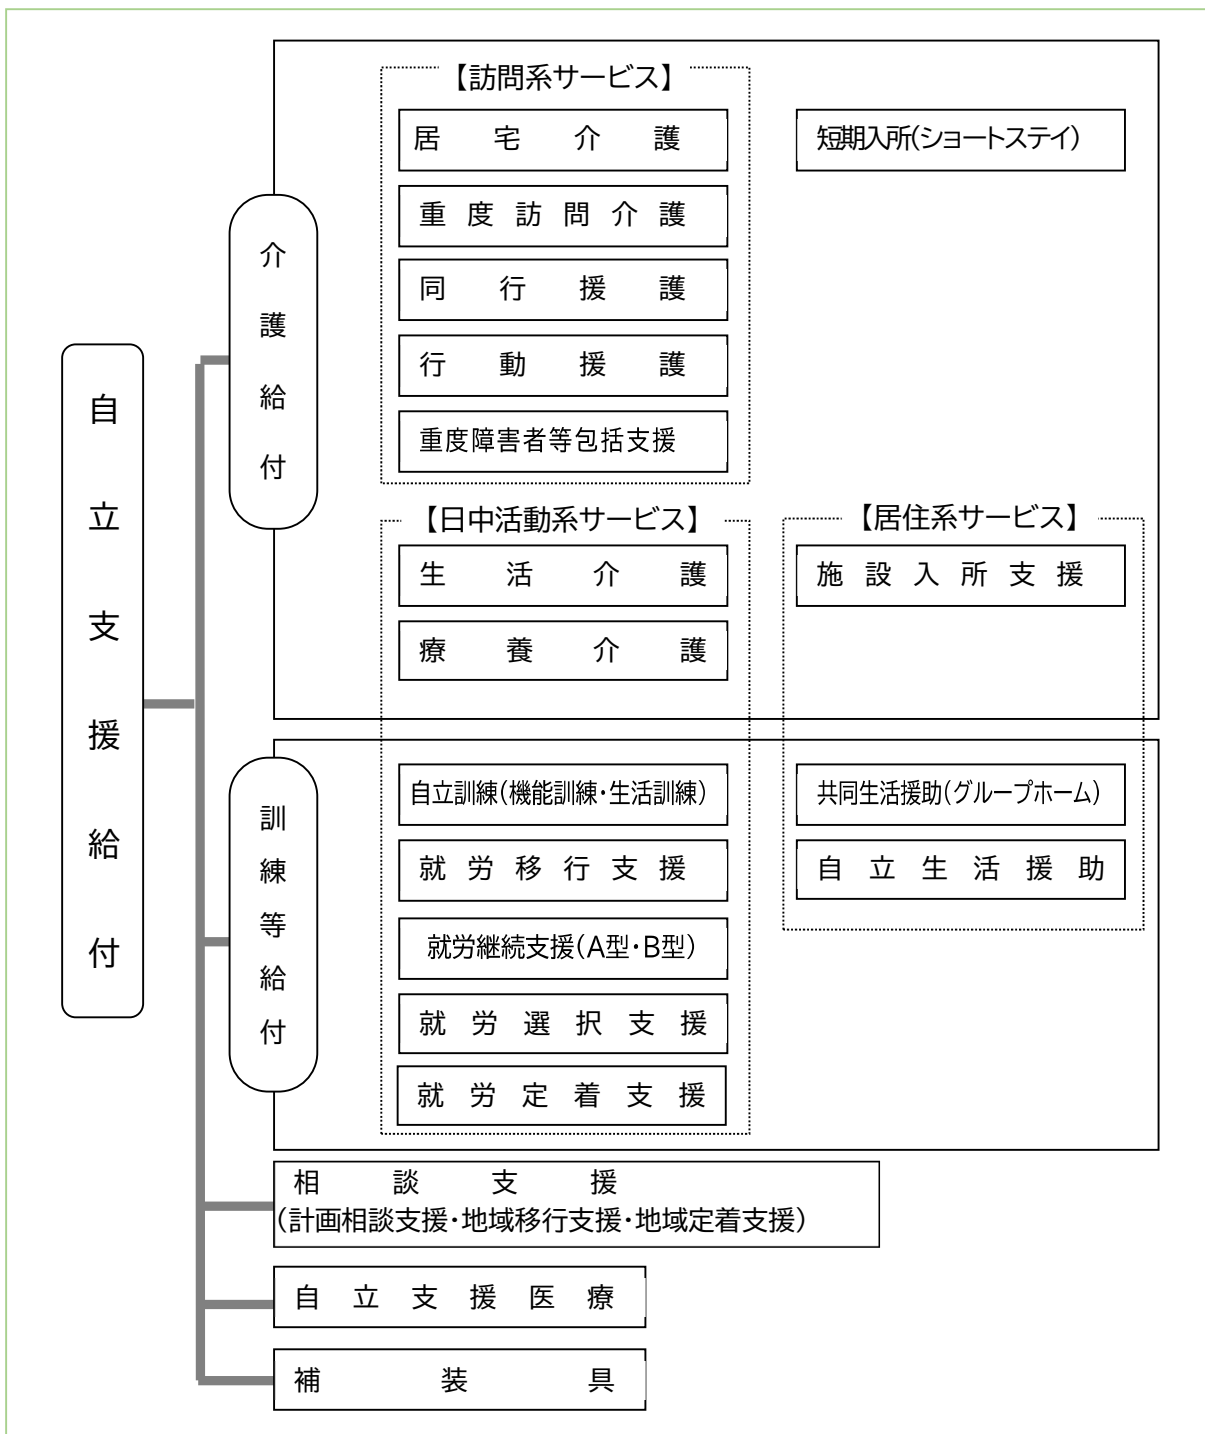 自立支援給付
介護給付
【訪問系サービス】
居宅介護
重度訪問介護
同行援護
行動援護
重度障害者等包括支援
短期入所(ショートステイ)
【日中活動系サービス】
生活介護
療養介護
【居住系サービス】
施設入所支援
訓練等給付
自立訓練(機能訓練・生活訓練)
就労移行支援
就労継続支援(A型・B型)
就労選択支援
就労定着支援
共同生活援助(グループホーム)
自立生活援助
相談支援
(計画相談支援・地域移行支援・地域定着支援)
自立支援医療
補装具